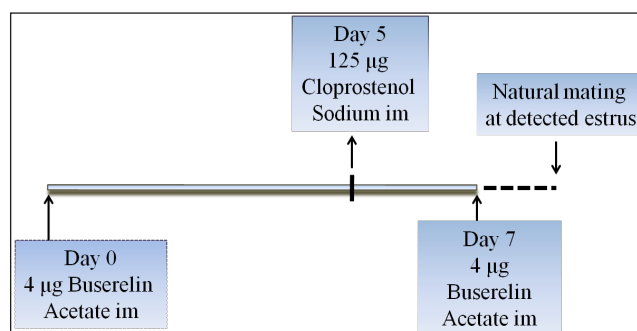 Day 5
125 µg
Cloprostenol
Sodium im
Natural mating
at detected estrus
Day 0
4 µg Buserelin
Acetate im
Day 7
4 µg
Buserelin
Acetate im